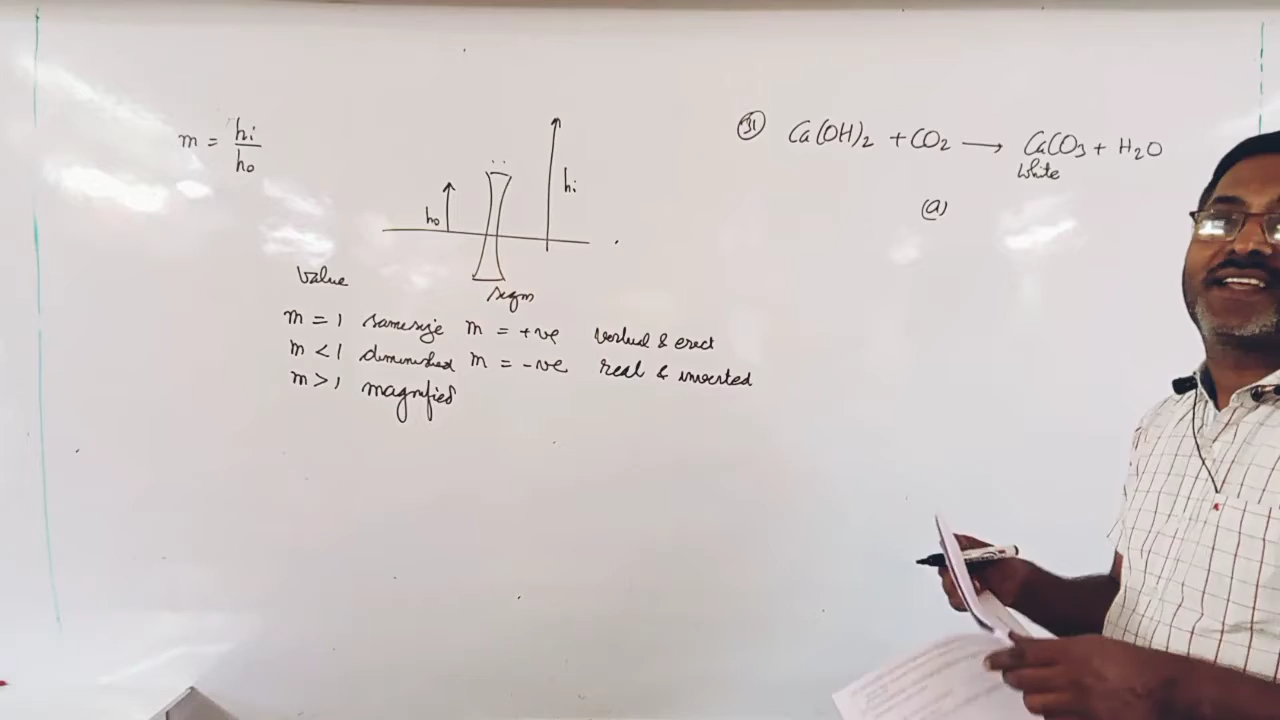 m = hi/ho
ho
hi
value
m = 1 same size m = +ve virtual & erect
m < 1 diminished m = -ve real & inverted
m > 1 magnified
31 Ca(OH)2 + CO2 → CaCO3 + H2O
White
(a)